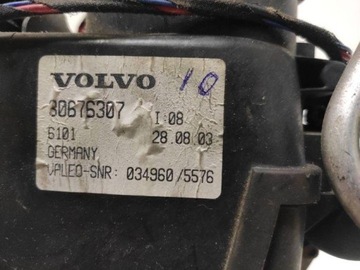 VOLVO 10
30676307 I:08
6101 28.08.03
GERMANY
VALEO-SNR: 034960/5576